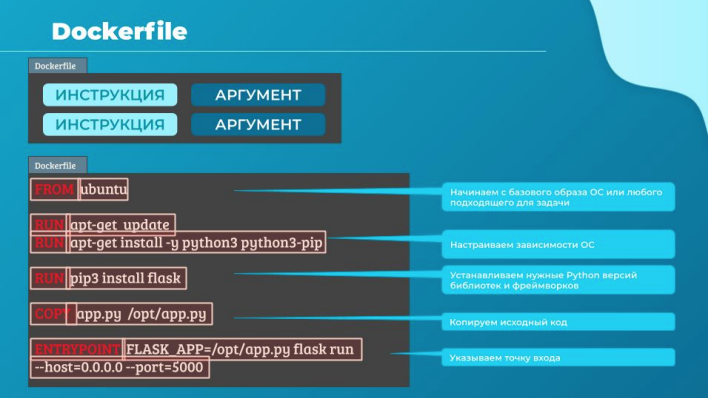 Dockerfile
Dockerfile
ИНСТРУКЦИЯ АРГУМЕНТ
ИНСТРУКЦИЯ АРГУМЕНТ
Dockerfile
FROM ubuntu
Начинаем с базового образа ОС или любого
подходящего для задачи
RUN apt-get update
RUN apt-get install -y python3 python3-pip
Настраиваем зависимости ОС
RUN pip3 install flask
Устанавливаем нужные Python версий
библиотек и фреймворков
COPY app.py /opt/app.py
Копируем исходный код
ENTRYPOINT FLASK_APP=/opt/app.py flask run
--host=0.0.0.0 --port=5000
Указываем точку входа